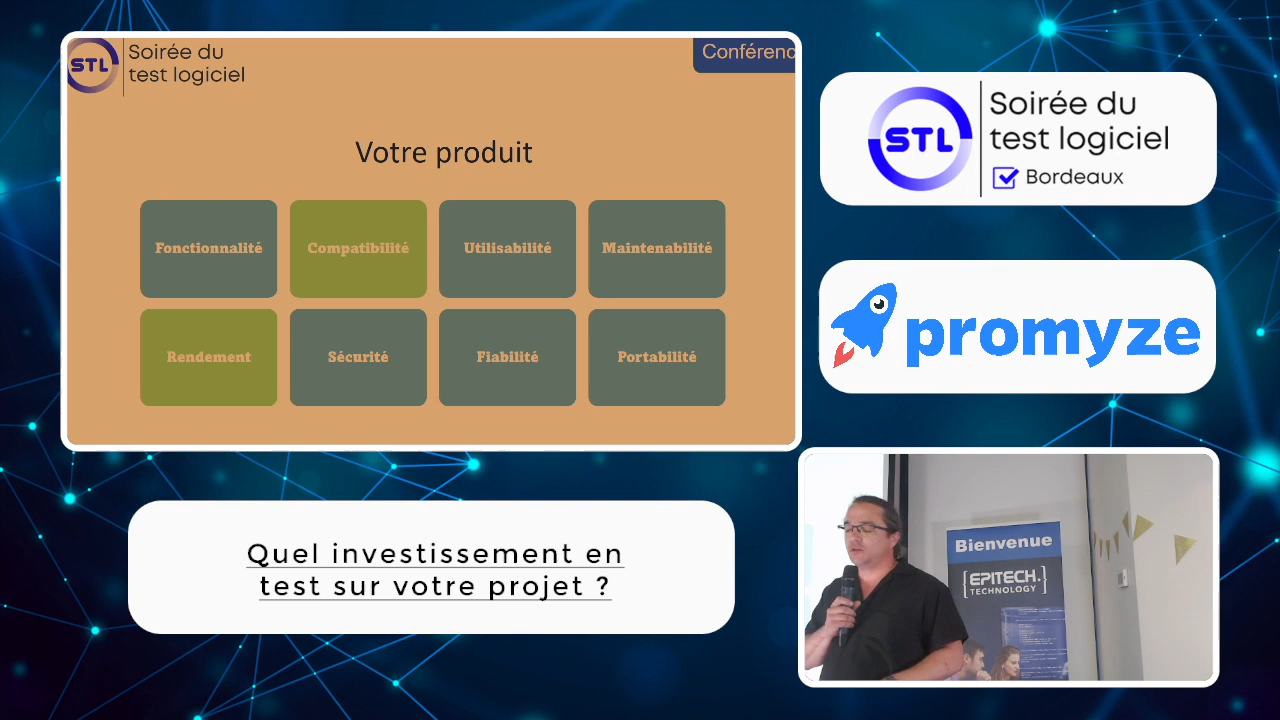 STL
Soirée du
test logiciel
Conférenc
Votre produit
Fonctionnalité
Compatibilité
Utilisabilité
Maintenabilité
Rendement
Sécurité
Fiabilité
Portabilité
STL
Soirée du
test logiciel
Bordeaux
promyze
Quel investissement en
test sur votre projet ?
Bienvenue
{EPITECH.}
TECHNOLOGY